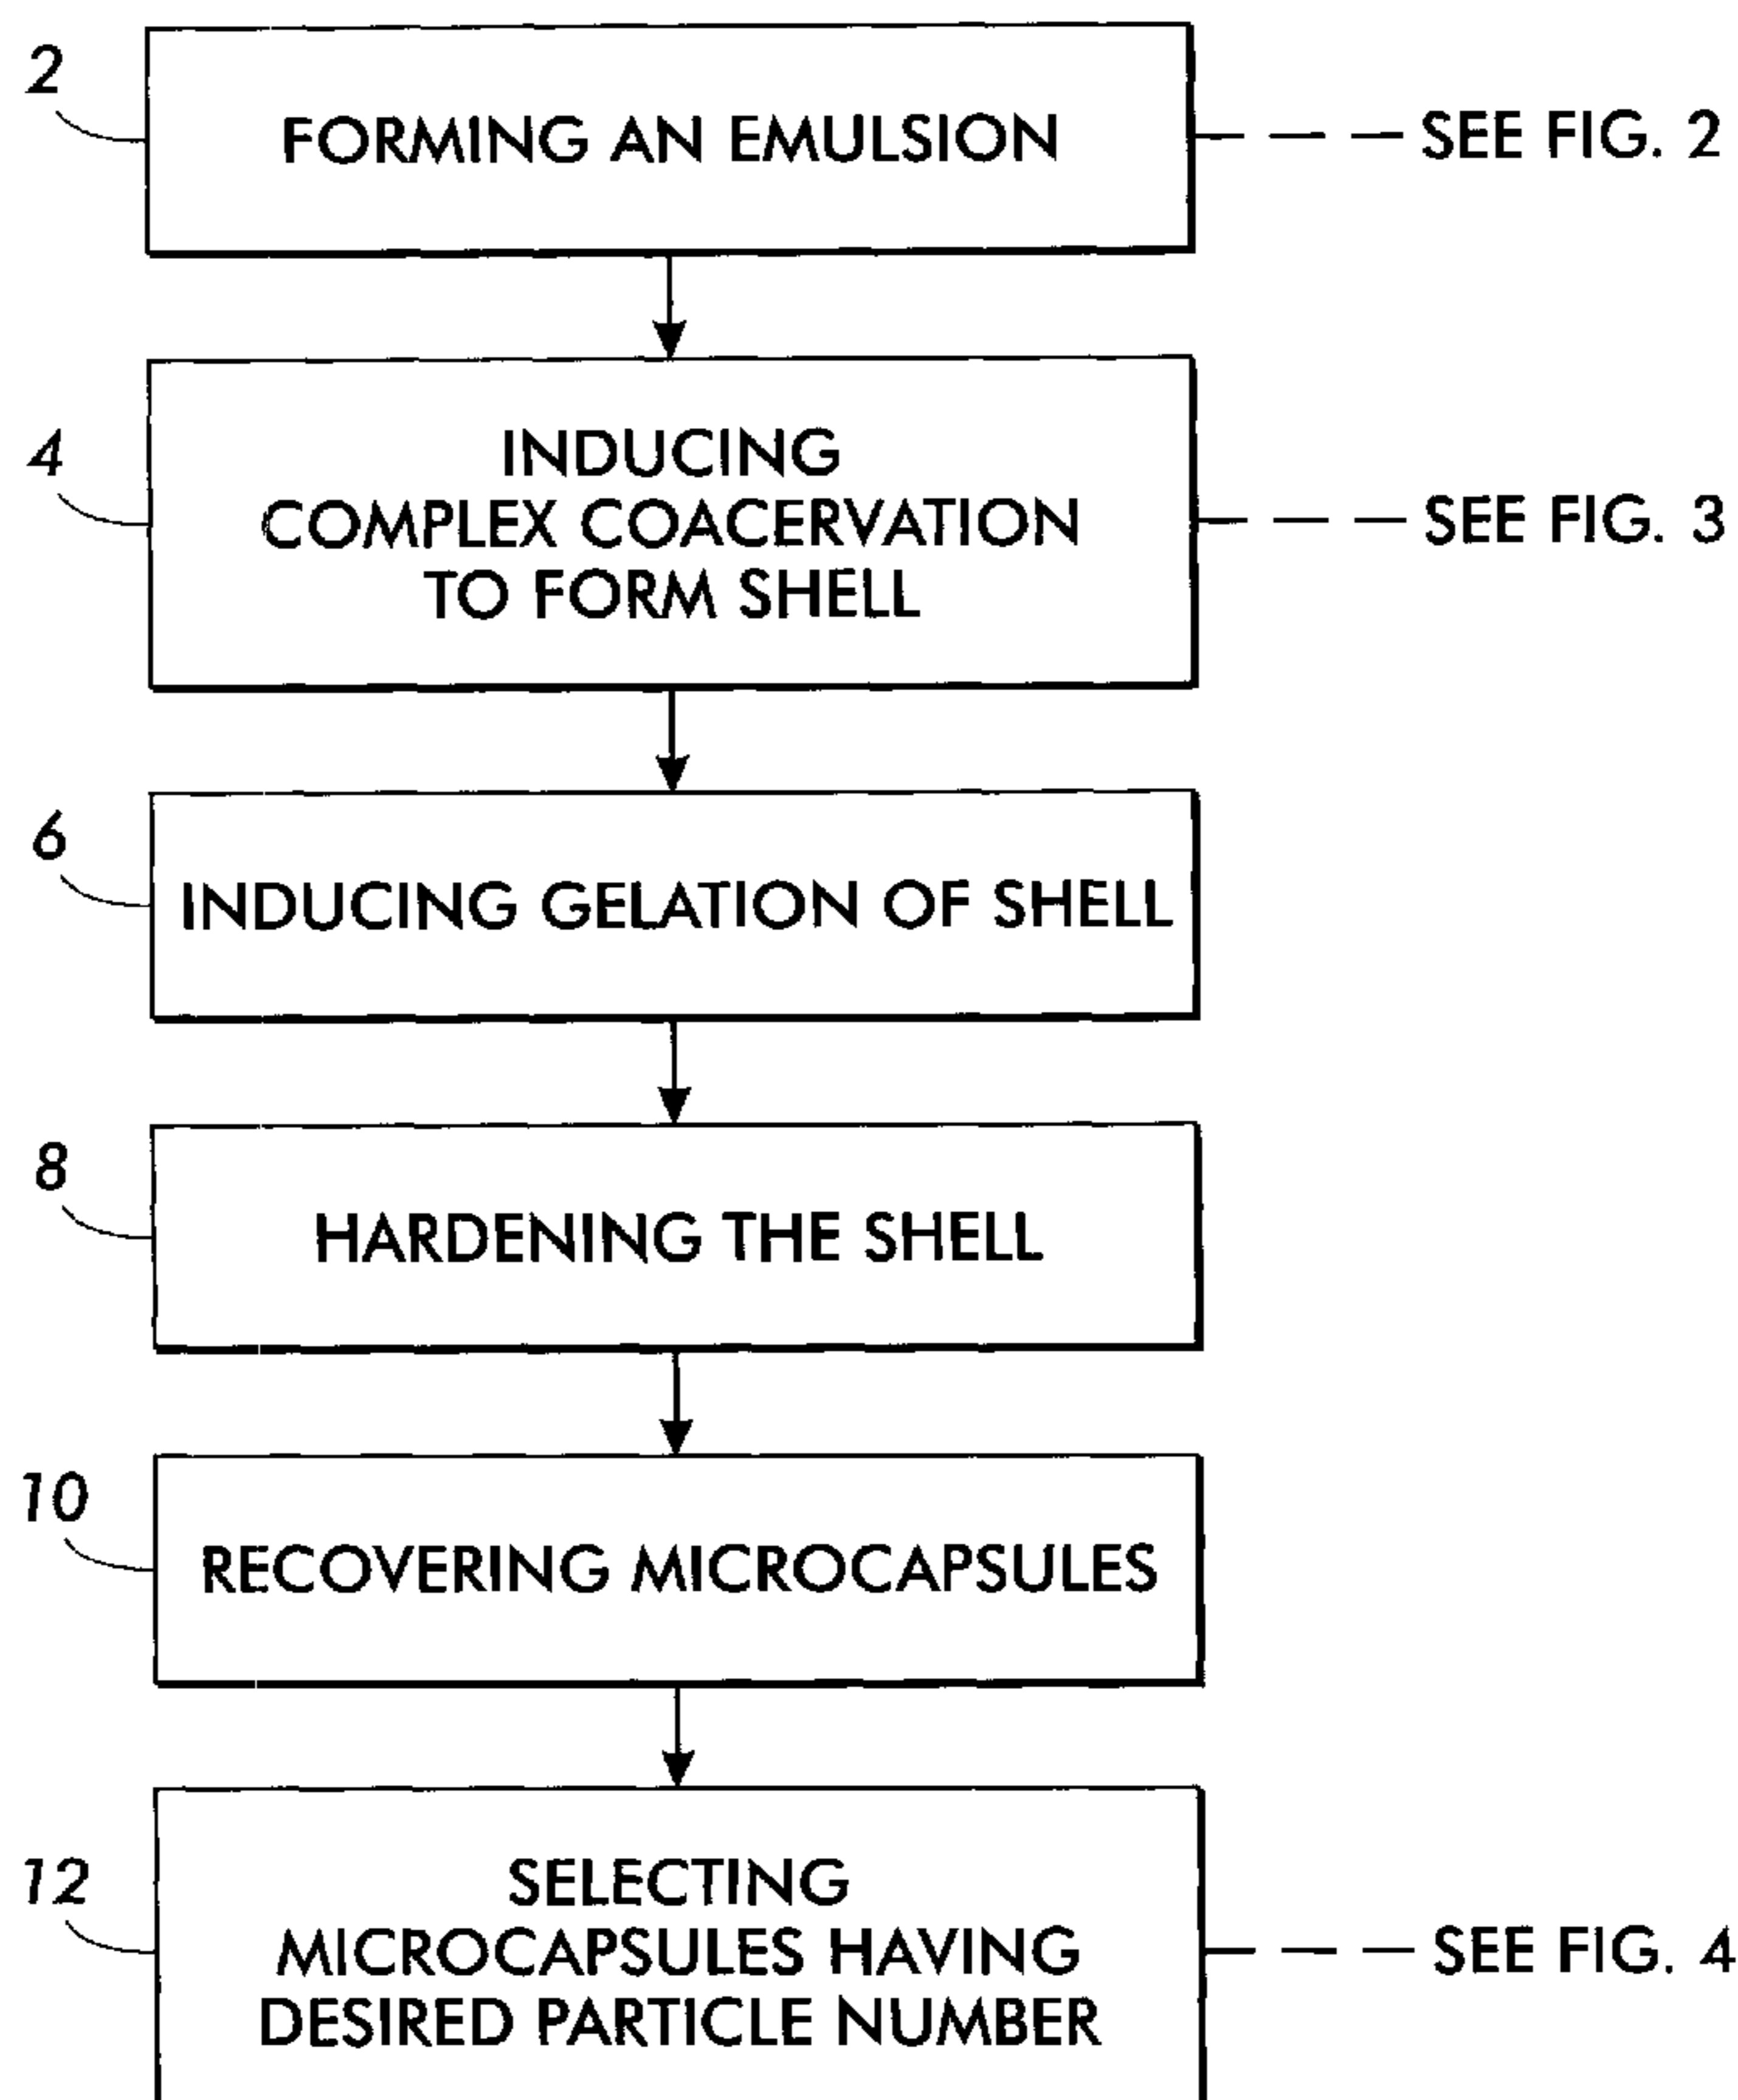 2
FORMING AN EMULSION
SEE FIG. 2
4
INDUCING
COMPLEX COACERVATION
TO FORM SHELL
SEE FIG. 3
6
INDUCING GELATION OF SHELL
8
HARDENING THE SHELL
10
RECOVERING MICROCAPSULES
12
SELECTING
MICROCAPSULES HAVING
DESIRED PARTICLE NUMBER
SEE FIG. 4